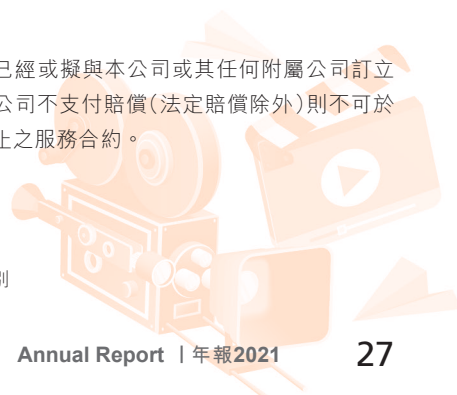 已經或擬與本公司或其任何附屬公司訂立
公司不支付賠償(法定賠償除外)則不可於
止之服務合約。
別
Annual Report | 年報2021 27